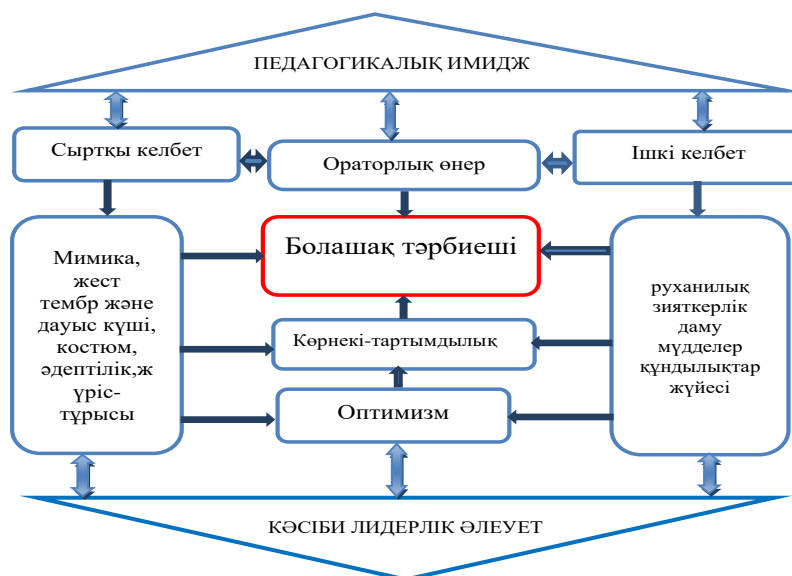 ПЕДАГОГИКАЛЫҚ ИМИДЖ
Сыртқы келбет
Ораторлық өнер
Ішкі келбет
Мимика,
жест
тембр және
дауыс күші,
костюм,
әдептілік,ж
үріс-
тұрысы
Болашақ тәрбиеші
Көрнекі-тартымдылық
Оптимизм
руханилық
зияткерлік
даму
мүдделер
құндылықтар
жүйесі
КӘСІБИ ЛИДЕРЛІК ӘЛЕУЕТ